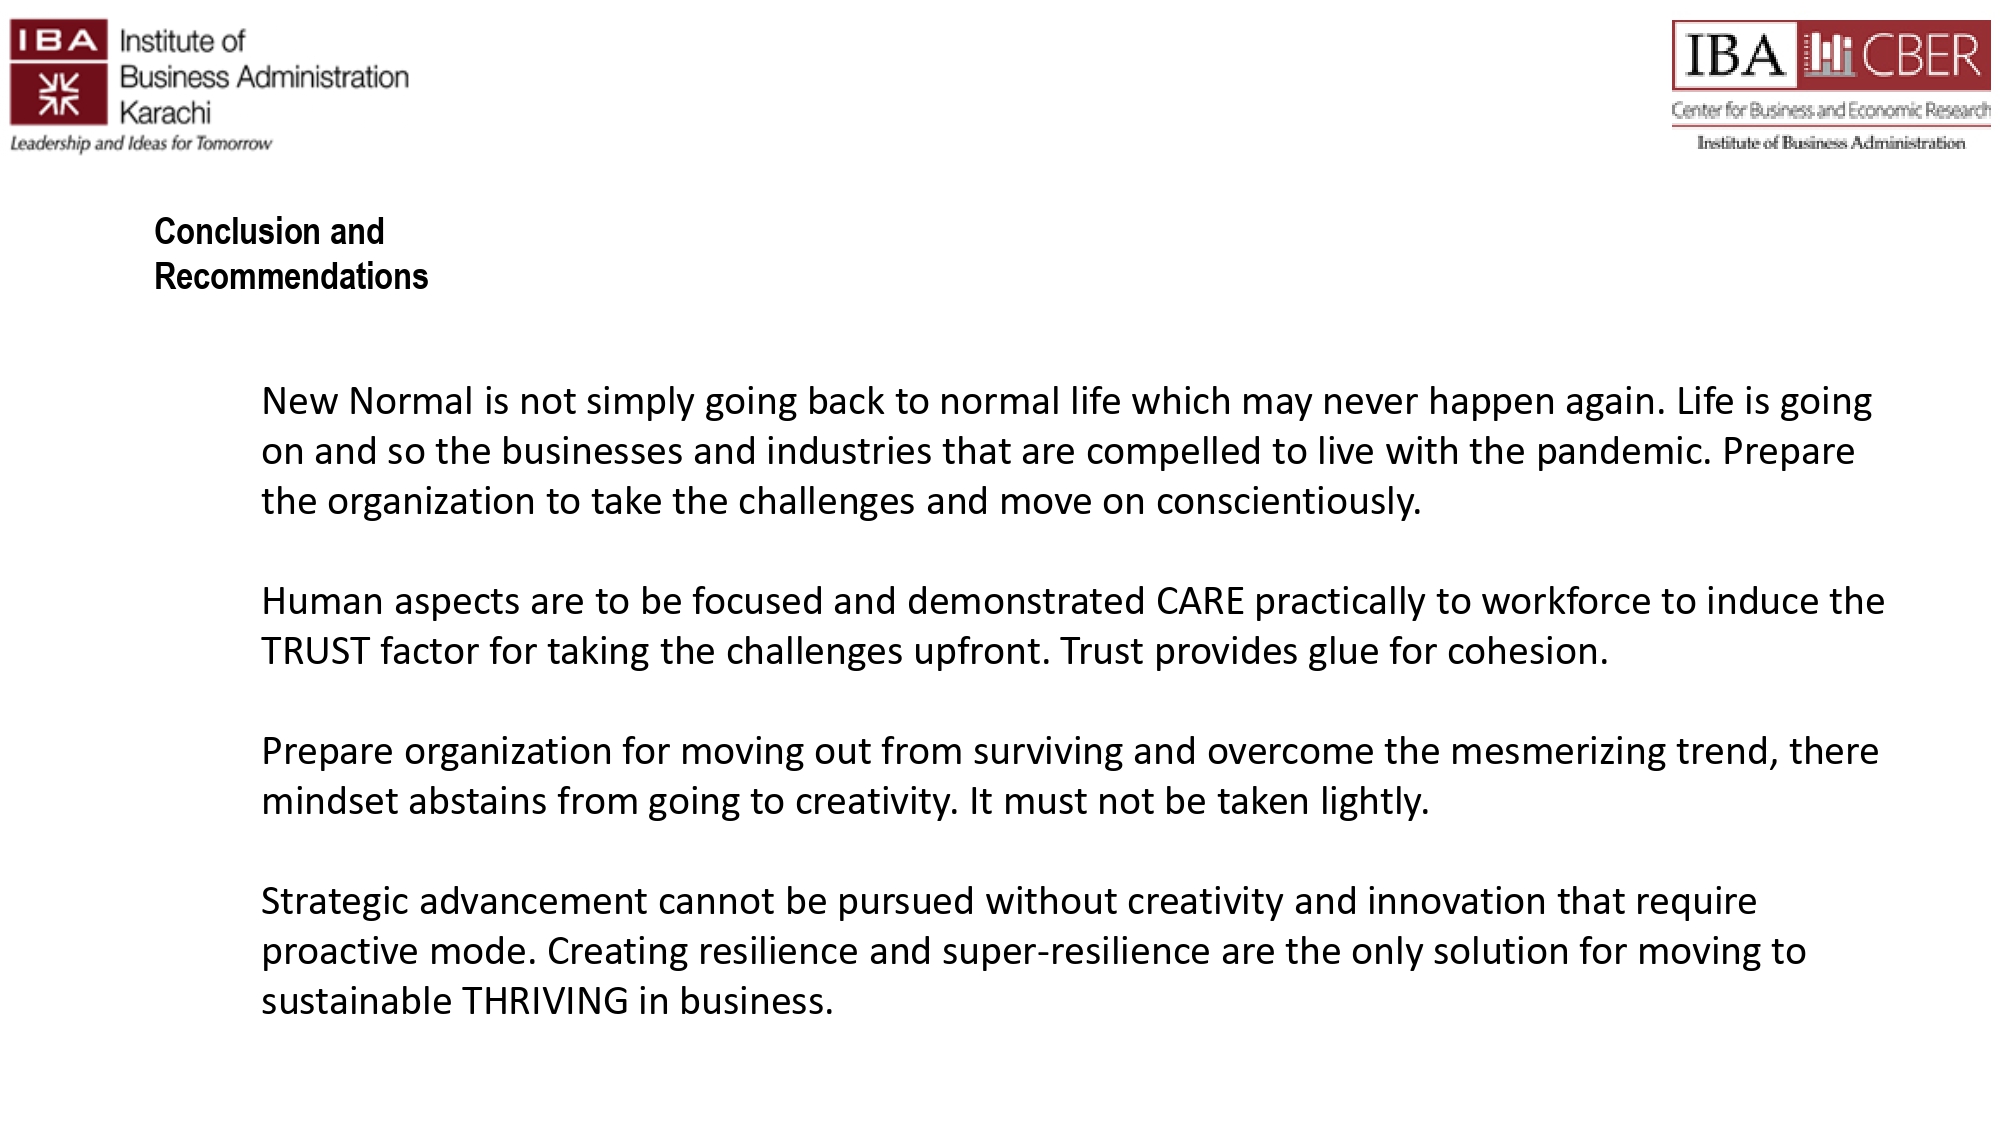 IBA
Institute of
Business Administration
Karachi
Leadership and Ideas for Tomorrow
IBA CBER
Center for Business and Economic Research
Institute of Business Administration
Conclusion and
Recommendations
New Normal is not simply going back to normal life which may never happen again. Life is going
on and so the businesses and industries that are compelled to live with the pandemic. Prepare
the organization to take the challenges and move on conscientiously.
Human aspects are to be focused and demonstrated CARE practically to workforce to induce the
TRUST factor for taking the challenges upfront. Trust provides glue for cohesion.
Prepare organization for moving out from surviving and overcome the mesmerizing trend, there
mindset abstains from going to creativity. It must not be taken lightly.
Strategic advancement cannot be pursued without creativity and innovation that require
proactive mode. Creating resilience and super-resilience are the only solution for moving to
sustainable THRIVING in business.